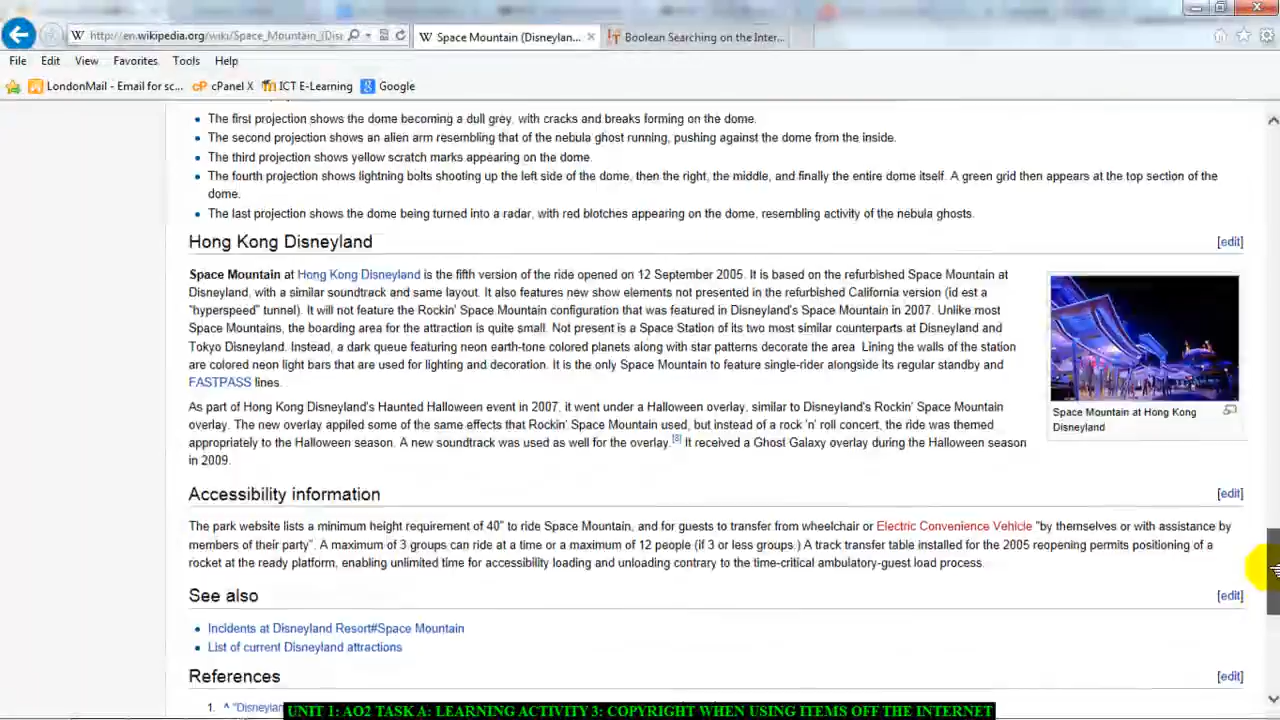 http://en.wikipedia.org/wiki/Space_Mountain_(Dis
Space Mountain (Disneylan...
Boolean Searching on the Inter...
File Edit View Favorites Tools Help
LondonMail - Email for sc... cPanel X ICT E-Learning Google
The first projection shows the dome becoming a dull grey, with cracks and breaks forming on the dome.
The second projection shows an alien arm resembling that of the nebula ghost running, pushing against the dome from the inside.
The third projection shows yellow scratch marks appearing on the dome.
The fourth projection shows lightning bolts shooting up the left side of the dome, then the right, the middle, and finally the entire dome itself. A green grid then appears at the top section of the
dome.
The last projection shows the dome being turned into a radar, with red blotches appearing on the dome, resembling activity of the nebula ghosts.
Hong Kong Disneyland [edit]
Space Mountain at Hong Kong Disneyland is the fifth version of the ride opened on 12 September 2005. It is based on the refurbished Space Mountain at
Disneyland, with a similar soundtrack and same layout. It also features new show elements not presented in the refurbished California version (id est a
"hyperspeed" tunnel). It will not feature the Rockin' Space Mountain configuration that was featured in Disneyland's Space Mountain in 2007. Unlike most
Space Mountains, the boarding area for the attraction is quite small. Not present is a Space Station of its two most similar counterparts at Disneyland and
Tokyo Disneyland. Instead, a dark queue featuring neon earth-tone colored planets along with star patterns decorate the area. Lining the walls of the station
are colored neon light bars that are used for lighting and decoration. It is the only Space Mountain to feature single-rider alongside its regular standby and
FASTPASS lines.
Space Mountain at Hong Kong
Disneyland
As part of Hong Kong Disneyland's Haunted Halloween event in 2007, it went under a Halloween overlay, similar to Disneyland's Rockin' Space Mountain
overlay. The new overlay appiled some of the same effects that Rockin' Space Mountain used, but instead of a rock 'n' roll concert, the ride was themed
appropriately to the Halloween season. A new soundtrack was used as well for the overlay.[8] It received a Ghost Galaxy overlay during the Halloween season
in 2009.
Accessibility information [edit]
The park website lists a minimum height requirement of 40" to ride Space Mountain, and for guests to transfer from wheelchair or Electric Convenience Vehicle "by themselves or with assistance by
members of their party". A maximum of 3 groups can ride at a time or a maximum of 12 people (if 3 or less groups.) A track transfer table installed for the 2005 reopening permits positioning of a
rocket at the ready platform, enabling unlimited time for accessibility loading and unloading contrary to the time-critical ambulatory-guest load process.
See also [edit]
Incidents at Disneyland Resort#Space Mountain
List of current Disneyland attractions
References [edit]
1. ^ "Disneylan
UNIT 1: AO2 TASK A: LEARNING ACTIVITY 3: COPYRIGHT WHEN USING ITEMS OFF THE INTERNET